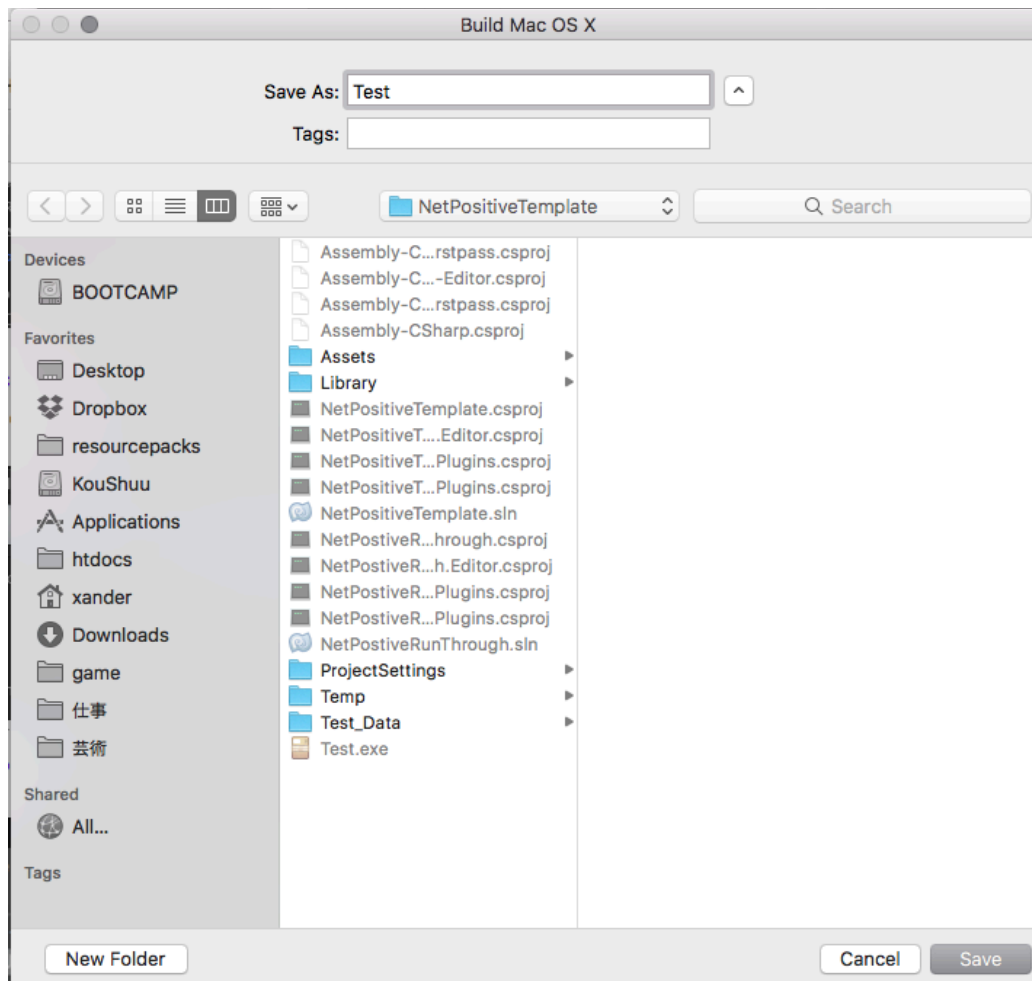 Build Mac OS X
Save As: Test
Tags:
NetPositiveTemplate
Search
Devices
BOOTCAMP
Favorites
Desktop
Dropbox
resourcepacks
KouShuu
Applications
htdocs
xander
Downloads
game
仕事
芸術
Shared
All...
Tags
Assembly-C...rstpass.csproj
Assembly-C...-Editor.csproj
Assembly-C...rstpass.csproj
Assembly-CSharp.csproj
Assets
Library
NetPositiveTemplate.csproj
NetPositiveT....Editor.csproj
NetPositiveT...Plugins.csproj
NetPositiveT...Plugins.csproj
NetPositiveTemplate.sln
NetPostiveR...hrough.csproj
NetPostiveR...h.Editor.csproj
NetPostiveR...Plugins.csproj
NetPostiveR...Plugins.csproj
NetPostiveRunThrough.sln
ProjectSettings
Temp
Test_Data
Test.exe
New Folder
Cancel
Save